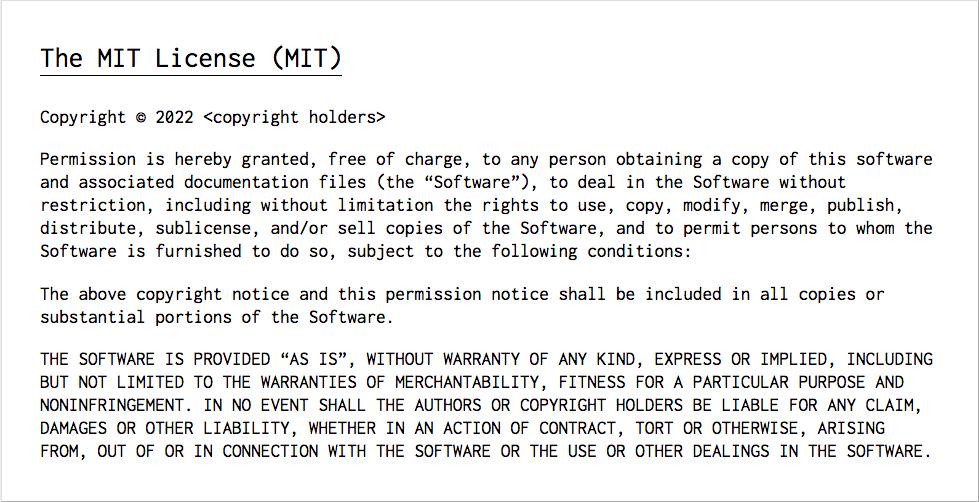 The MIT License (MIT)
Copyright © 2022 <copyright holders>
Permission is hereby granted, free of charge, to any person obtaining a copy of this software
and associated documentation files (the “Software”), to deal in the Software without
restriction, including without limitation the rights to use, copy, modify, merge, publish,
distribute, sublicense, and/or sell copies of the Software, and to permit persons to whom the
Software is furnished to do so, subject to the following conditions:
The above copyright notice and this permission notice shall be included in all copies or
substantial portions of the Software.
THE SOFTWARE IS PROVIDED “AS IS”, WITHOUT WARRANTY OF ANY KIND, EXPRESS OR IMPLIED, INCLUDING
BUT NOT LIMITED TO THE WARRANTIES OF MERCHANTABILITY, FITNESS FOR A PARTICULAR PURPOSE AND
NONINFRINGEMENT. IN NO EVENT SHALL THE AUTHORS OR COPYRIGHT HOLDERS BE LIABLE FOR ANY CLAIM,
DAMAGES OR OTHER LIABILITY, WHETHER IN AN ACTION OF CONTRACT, TORT OR OTHERWISE, ARISING
FROM, OUT OF OR IN CONNECTION WITH THE SOFTWARE OR THE USE OR OTHER DEALINGS IN THE SOFTWARE.